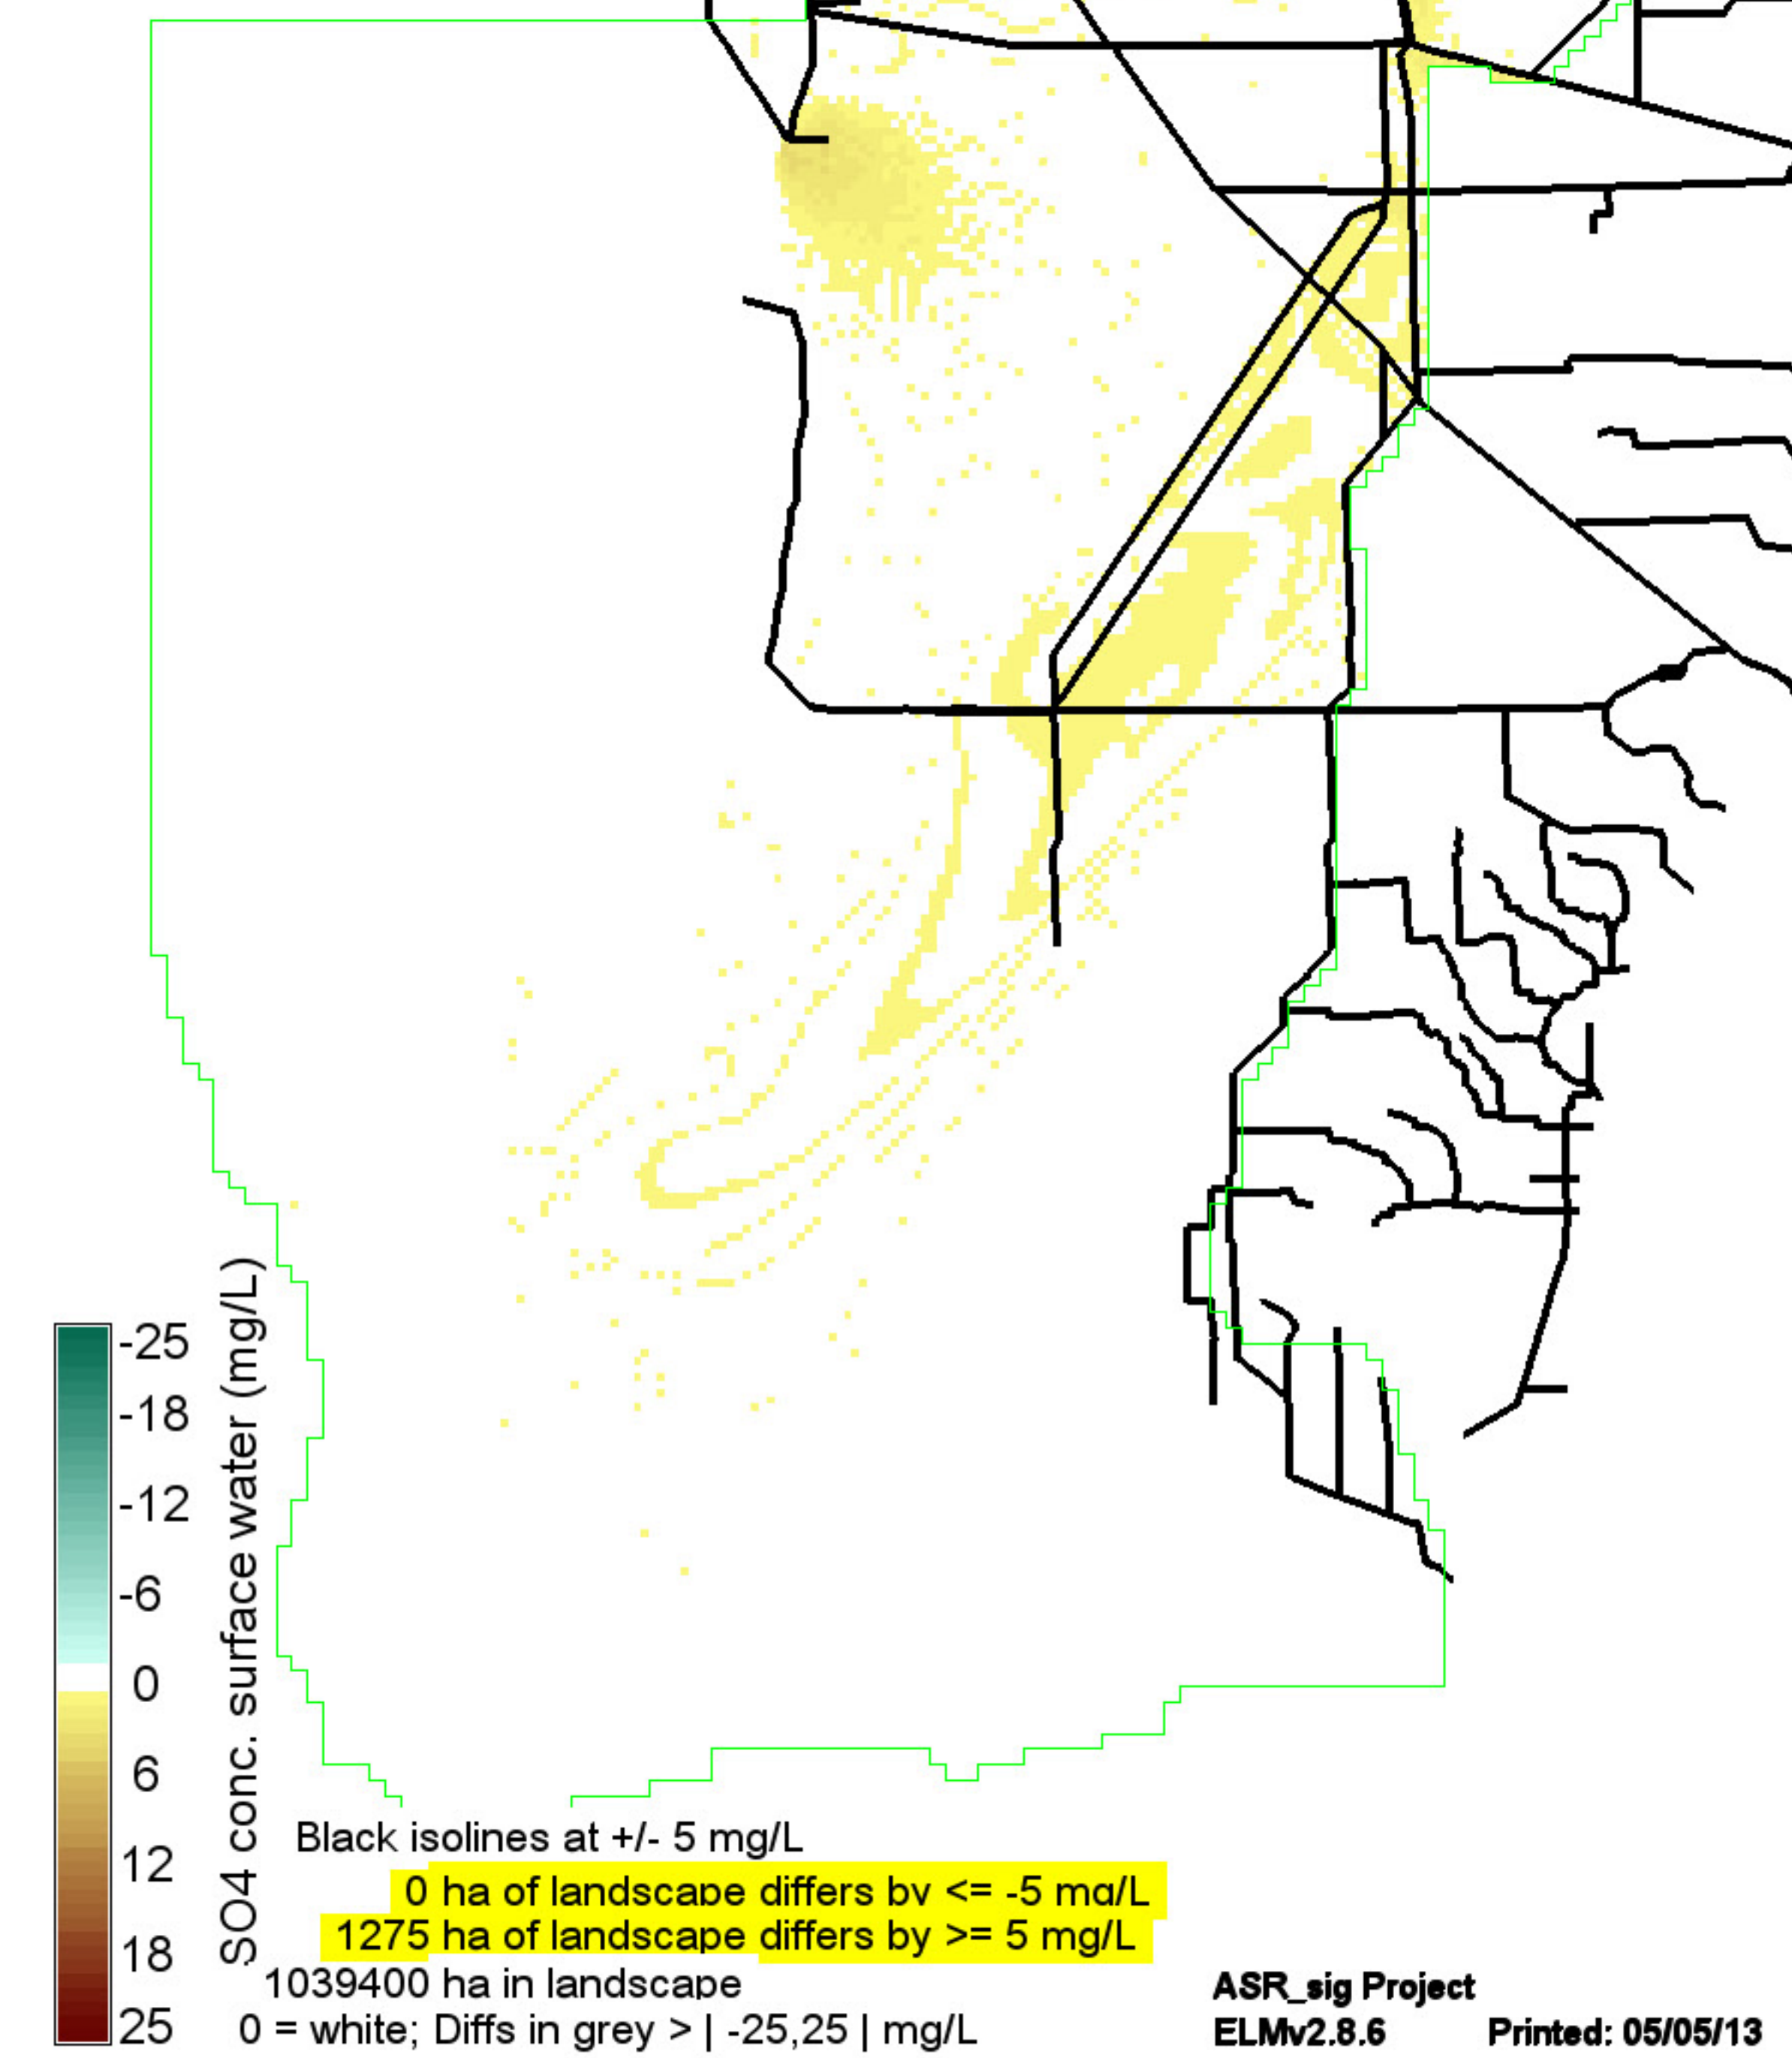 -25
-18
-12
-6
0
6
12
18
25
SO4 conc. surface water (mg/L)
Black isolines at +/- 5 mg/L
0 ha of landscape differs by <= -5 mg/L
1275 ha of landscape differs by >= 5 mg/L
1039400 ha in landscape
0 = white; Diffs in grey > | -25,25 | mg/L
ASR_sig Project
ELMv2.8.6
Printed: 05/05/13